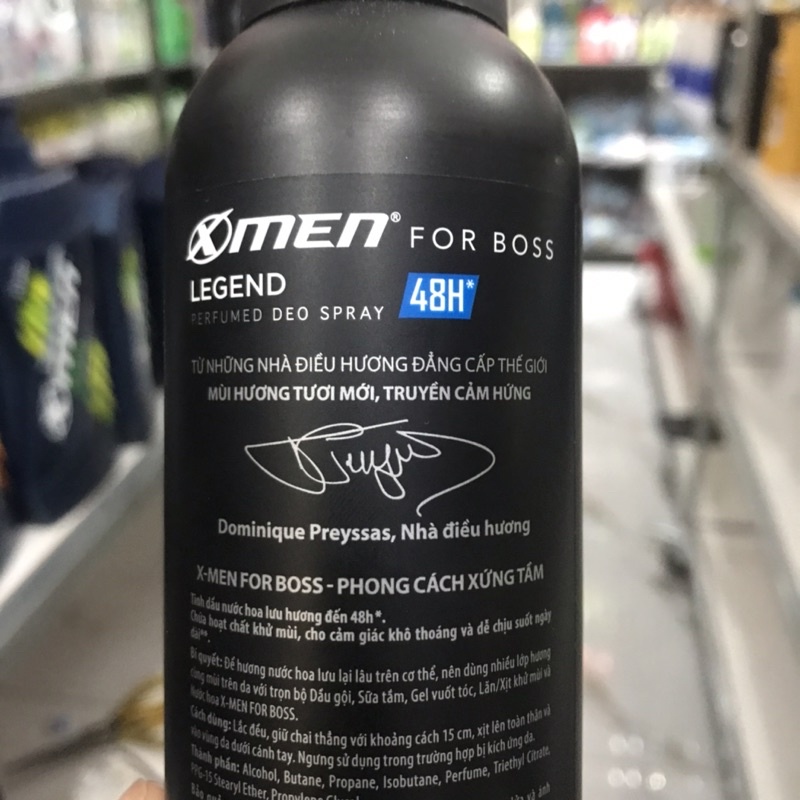 XMEN® FOR BOSS
LEGEND
PERFUMED DEO SPRAY 48H*
TỪ NHỮNG NHÀ ĐIỀU HƯƠNG ĐẲNG CẤP THẾ GIỚI
MÙI HƯƠNG TƯƠI MỚI, TRUYỀN CẢM HỨNG
Dominique Preyssas, Nhà điều hương
X-MEN FOR BOSS - PHONG CÁCH XỨNG TẦM
Tinh dầu nước hoa lưu hương đến 48h*.
Chứa hoạt chất khử mùi, cho cảm giác khô thoáng và dễ chịu suốt ngày
dài**.
Bí quyết: Để hương nước hoa lưu lại lâu trên cơ thể, nên dùng nhiều lớp hương
cùng mùi trên da với trọn bộ Dầu gội, Sữa tắm, Gel vuốt tóc, Lăn/Xịt khử mùi và
Nước hoa X-MEN FOR BOSS.
Cách dùng: Lắc đều, giữ chai thẳng với khoảng cách 15 cm, xịt lên toàn thân và
vào vùng da dưới cánh tay. Ngưng sử dụng trong trường hợp bị kích ứng da.
Thành phần: Alcohol, Butane, Propane, Isobutane, Perfume, Triethyl Citrate,
PPG-15 Stearyl Ether, Propylene
XMEN